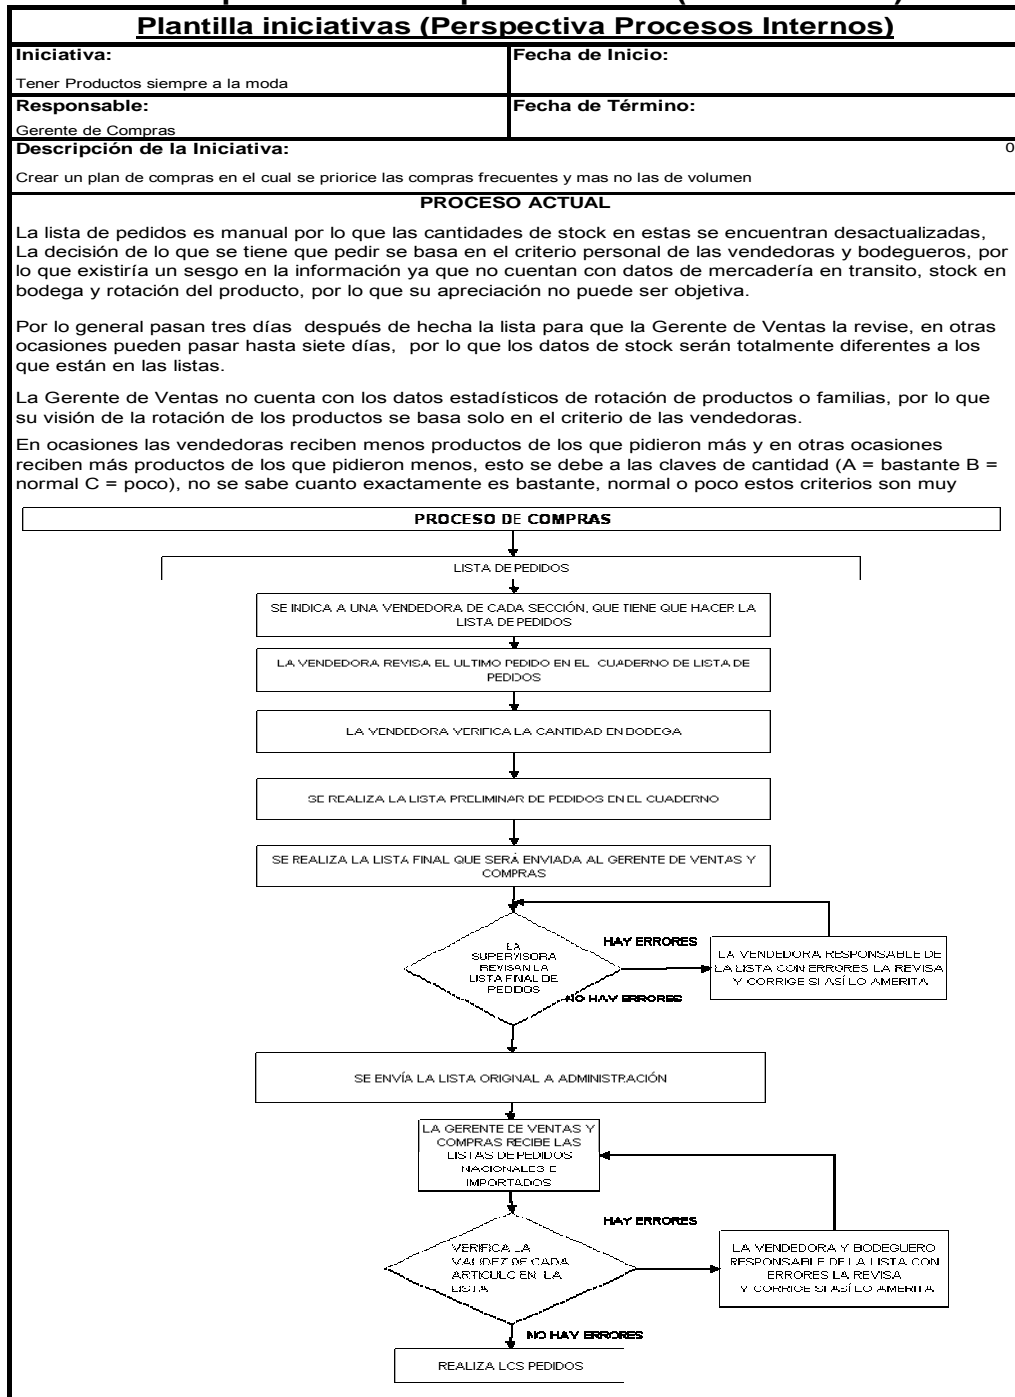 Plantilla iniciativas (Perspectiva Procesos Internos)
Iniciativa:
Fecha de Inicio:
Tener Productos siempre a la moda
Responsable:
Fecha de Término:
Gerente de Compras
Descripción de la Iniciativa:
0
Crear un plan de compras en el cual se priorice las compras frecuentes y mas no las de volumen
PROCESO ACTUAL
La lista de pedidos es manual por lo que las cantidades de stock en estas se encuentran desactualizadas,
La decisión de lo que se tiene que pedir se basa en el criterio personal de las vendedoras y bodegueros, por
lo que existiría un sesgo en la información ya que no cuentan con datos de mercadería en transito, stock en
bodega y rotación del producto, por lo que su apreciación no puede ser objetiva.
Por lo general pasan tres días después de hecha la lista para que la Gerente de Ventas la revise, en otras
ocasiones pueden pasar hasta siete días, por lo que los datos de stock serán totalmente diferentes a los
que están en las listas.
La Gerente de Ventas no cuenta con los datos estadísticos de rotación de productos o familias, por lo que
su visión de la rotación de los productos se basa solo en el criterio de las vendedoras.
En ocasiones las vendedoras reciben menos productos de los que pidieron más y en otras ocasiones
reciben más productos de los que pidieron menos, esto se debe a las claves de cantidad (A = bastante B =
normal C = poco), no se sabe cuanto exactamente es bastante, normal o poco estos criterios son muy
PROCESO DE COMPRAS
LISTA DE PEDIDOS
SE INDICA A UNA VENDEDORA DE CADA SECCIÓN, QUE TIENE QUE HACER LA
LISTA DE PEDIDOS
LA VENDEDORA REVISA EL ULTIMO PEDIDO EN EL CUADERNO DE LISTA DE
PEDIDOS
LA VENDEDORA VERIFICA LA CANTIDAD EN BODEGA
SE REALIZA LA LISTA PRELIMINAR DE PEDIDOS EN EL CUADERNO
SE REALIZA LA LISTA FINAL QUE SERÁ ENVIADA AL GERENTE DE VENTAS Y
COMPRAS
LA
SUPERVISORA
REVISAN LA
LISTA FINAL DE
PEDIDOS
HAY ERRORES
NO HAY ERRORES
LA VENDEDORA RESPONSABLE DE
LA LISTA CON ERRORES LA REVISA
Y CORRIGE SI ASÍ LO AMERITA
SE ENVÍA LA LISTA ORIGINAL A ADMINISTRACIÓN
LA GERENTE DE VENTAS Y
COMPRAS RECIBE LAS
LISTAS DE PEDIDOS
NACIONALES E
IMPORTADOS
HAY ERRORES
VERIFICA LA
VALIDEZ DE CADA
ARTICULO EN LA
LISTA
LA VENDEDORA Y BODEGUERO
RESPONSABLE DE LA LISTA CON
ERRORES LA REVISA
Y CORRIGE SI ASÍ LO AMERITA
NO HAY ERRORES
REALIZA LOS PEDIDOS